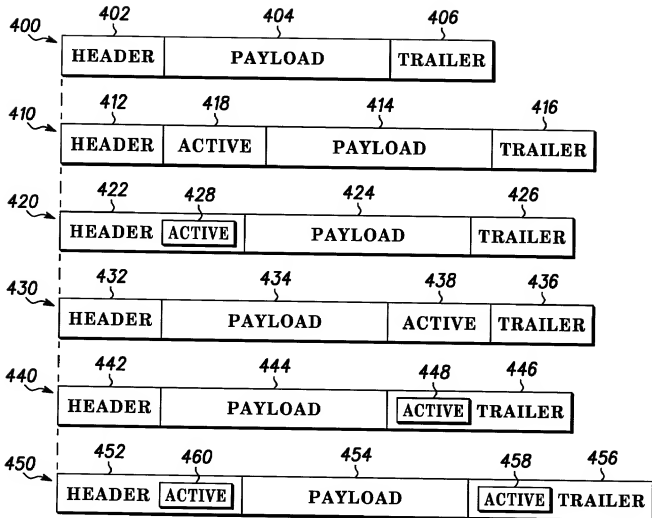 402 404 406
400
HEADER PAYLOAD TRAILER
412 418 414 416
410
HEADER ACTIVE PAYLOAD TRAILER
422 428 424 426
420
HEADER ACTIVE PAYLOAD TRAILER
432 434 438 436
430
HEADER PAYLOAD ACTIVE TRAILER
442 444 448 446
440
HEADER PAYLOAD ACTIVE TRAILER
452 460 454 458 456
450
HEADER ACTIVE PAYLOAD ACTIVE TRAILER